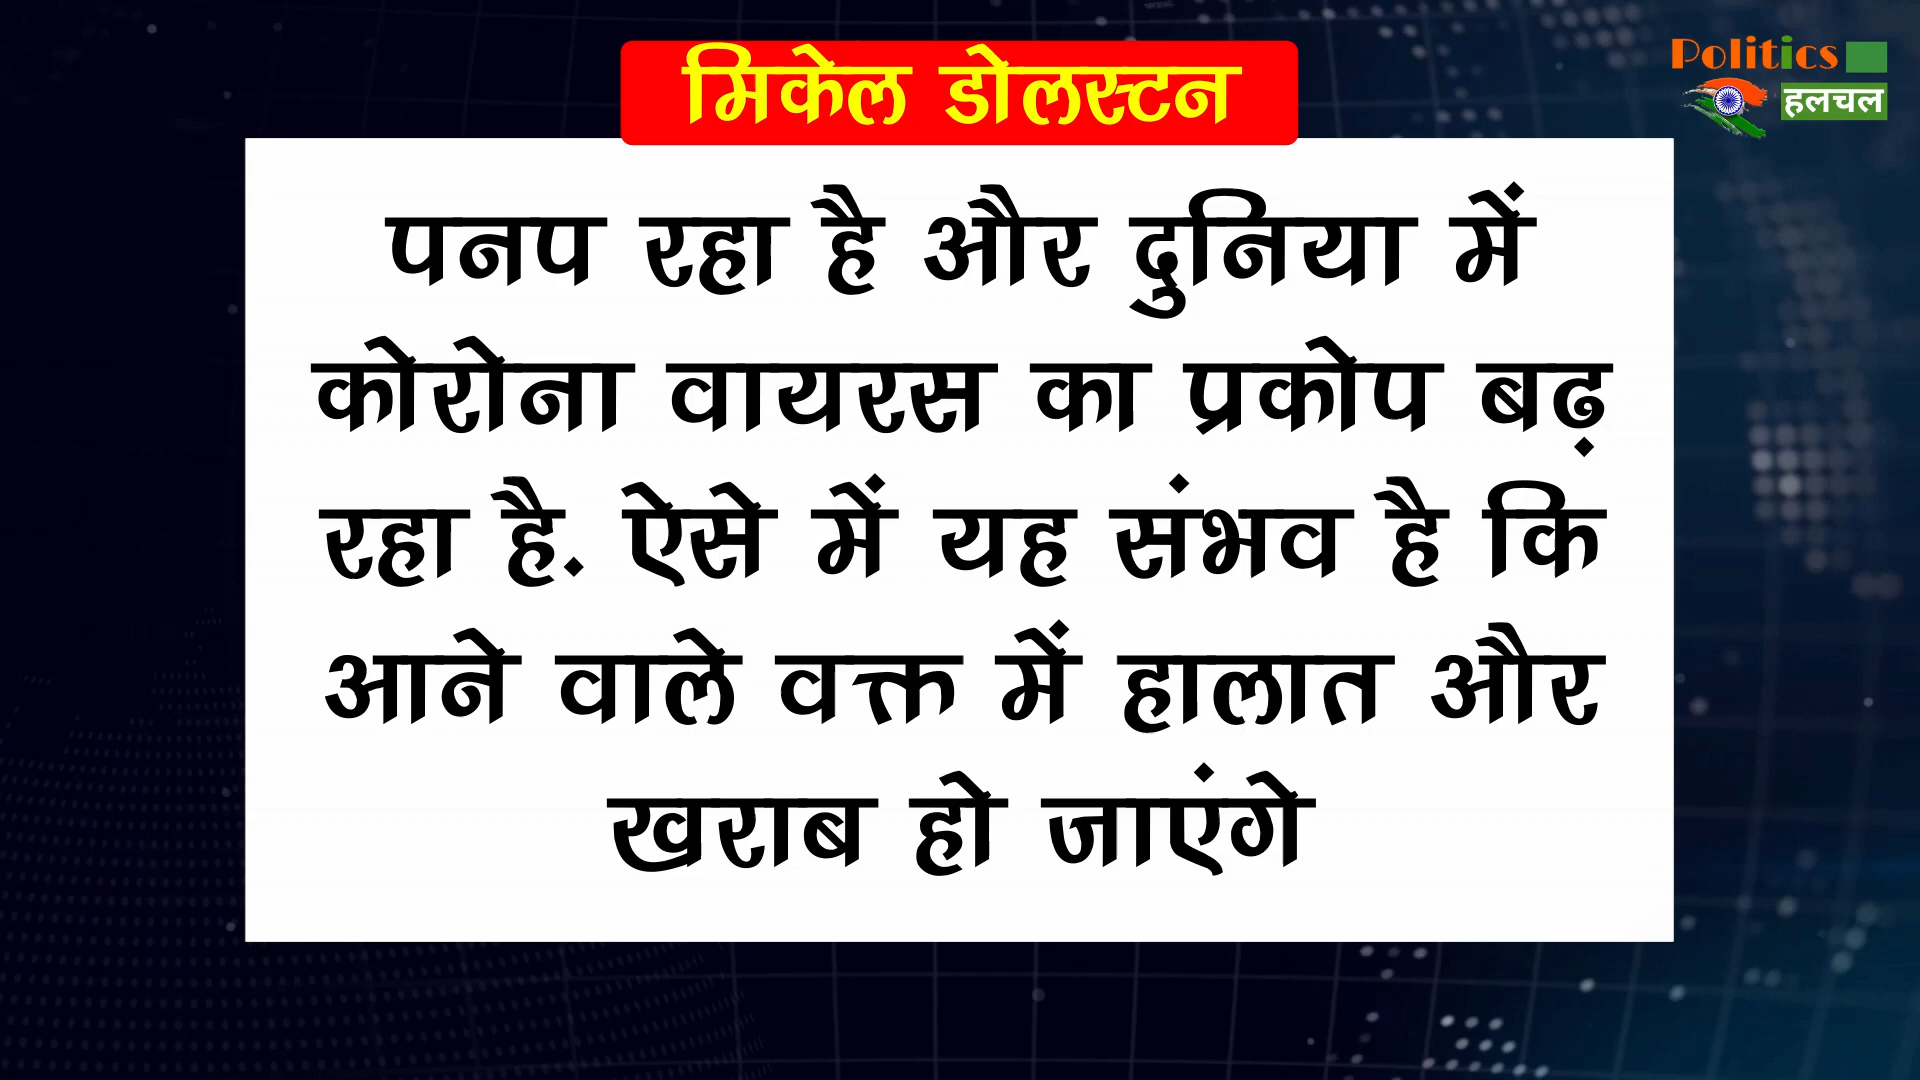 मिकेल डोलस्टन
Politics
हलचल
पनप रहा है और दुनिया में
कोरोना वायरस का प्रकोप बढ़
रहा है. ऐसे में यह संभव है कि
आने वाले वक्त में हालात और
खराब हो जाएंगे